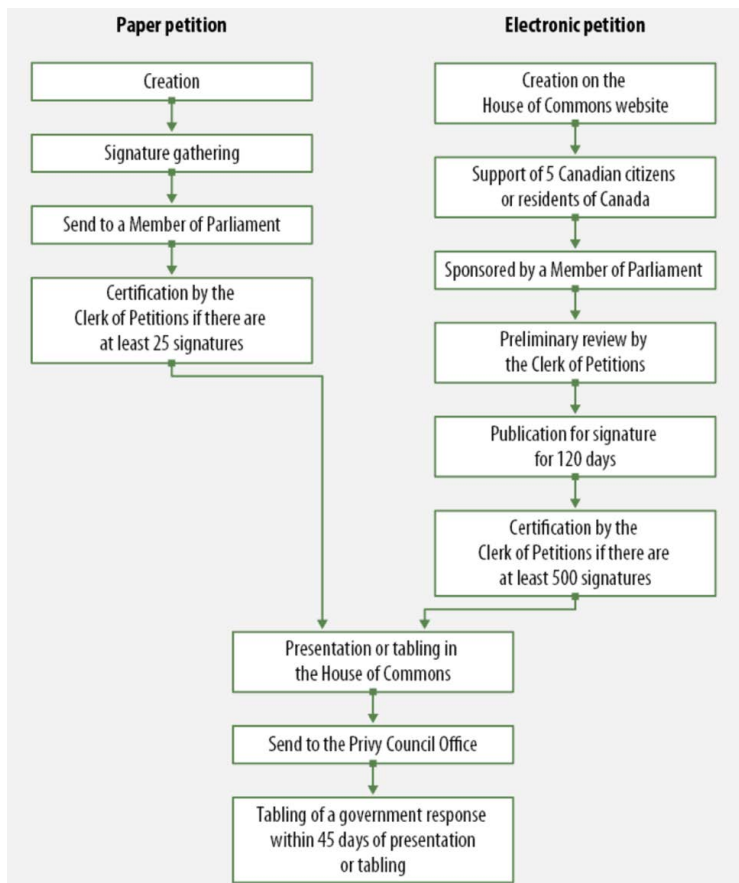 Paper petition
Creation
Signature gathering
Send to a Member of Parliament
Certification by the
Clerk of Petitions if there are
at least 25 signatures
Electronic petition
Creation on the
House of Commons website
Support of 5 Canadian citizens
or residents of Canada
Sponsored by a Member of Parliament
Preliminary review by
the Clerk of Petitions
Publication for signature
for 120 days
Certification by the
Clerk of Petitions if there are
at least 500 signatures
Presentation or tabling in
the House of Commons
Send to the Privy Council Office
Tabling of a government response
within 45 days of presentation
or tabling